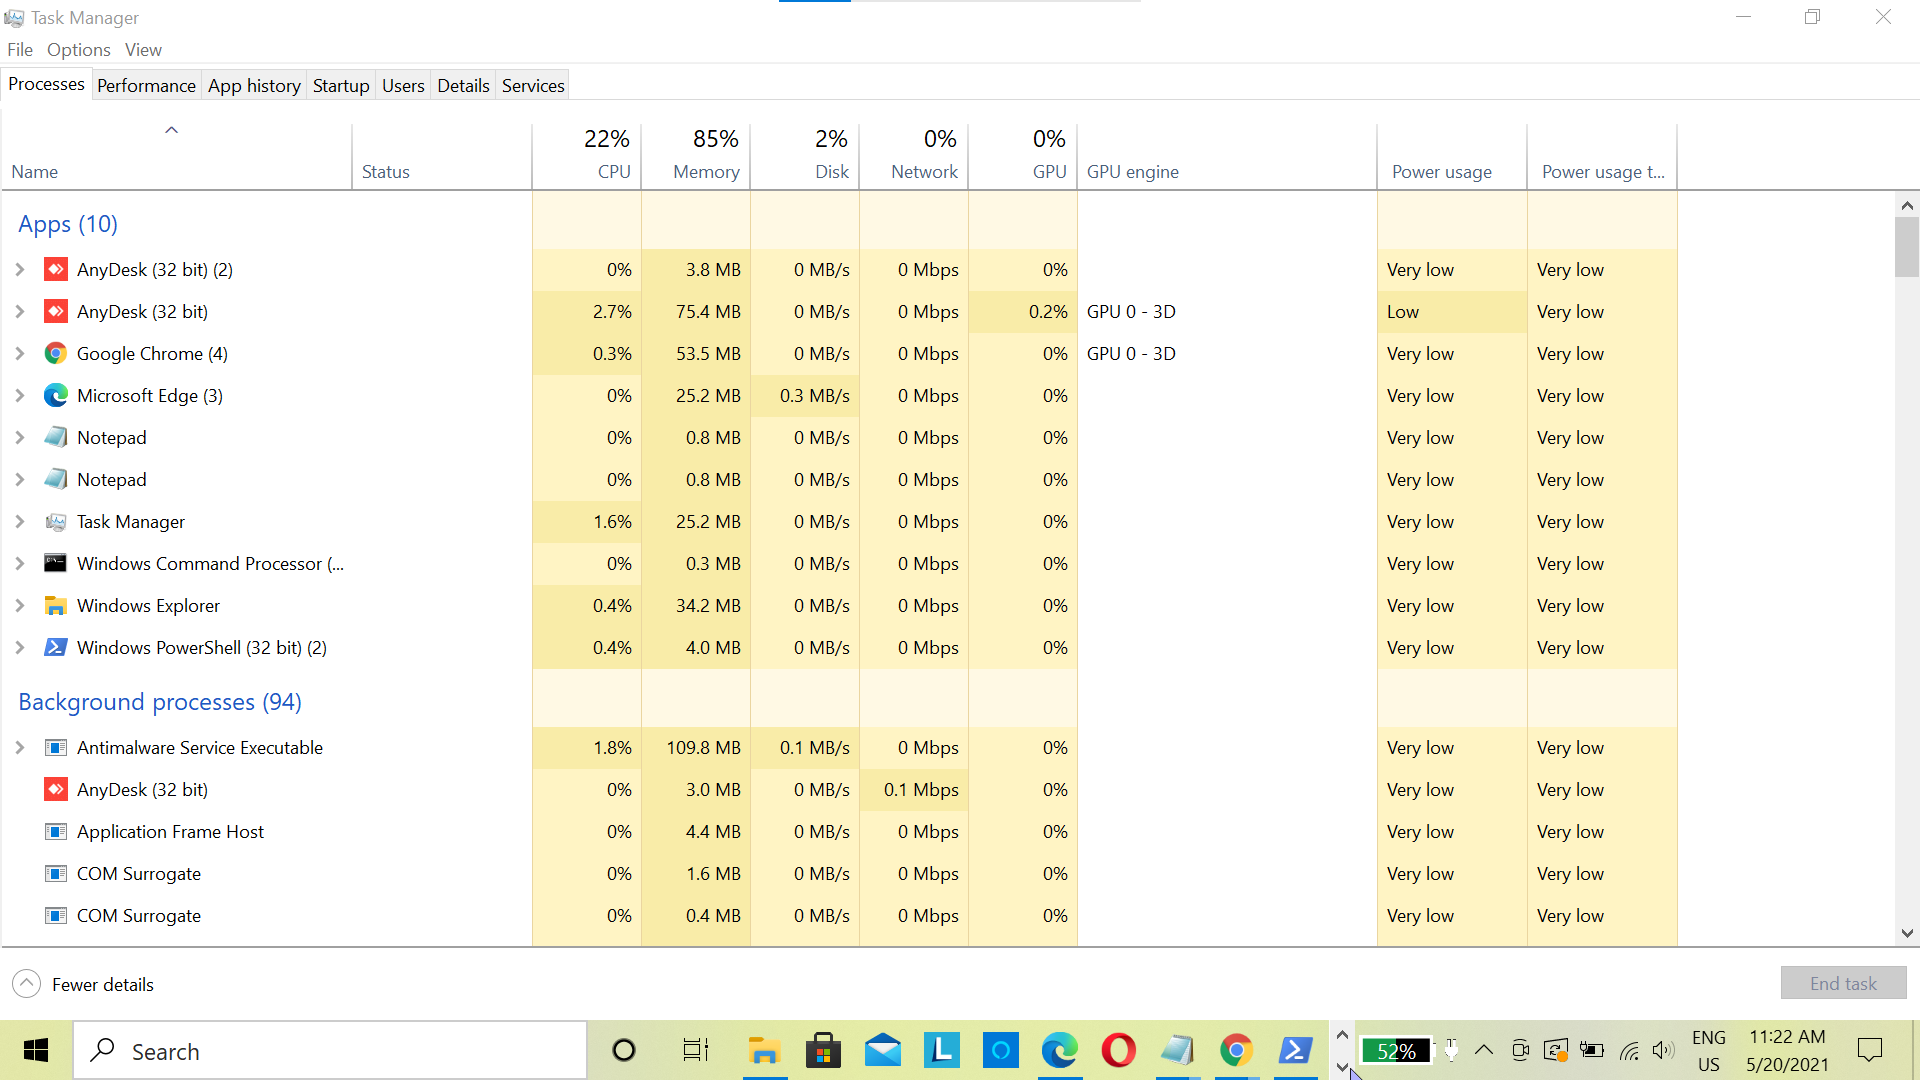 Task Manager
File Options View
Processes Performance App history Startup Users Details Services
22% 85% 2% 0% 0%
Name Status CPU Memory Disk Network GPU GPU engine Power usage Power usage t...
Apps (10)
AnyDesk (32 bit) (2) 0% 3.8 MB 0 MB/s 0 Mbps 0% Very low Very low
AnyDesk (32 bit) 2.7% 75.4 MB 0 MB/s 0 Mbps 0.2% GPU 0 - 3D Low Very low
Google Chrome (4) 0.3% 53.5 MB 0 MB/s 0 Mbps 0% GPU 0 - 3D Very low Very low
Microsoft Edge (3) 0% 25.2 MB 0.3 MB/s 0 Mbps 0% Very low Very low
Notepad 0% 0.8 MB 0 MB/s 0 Mbps 0% Very low Very low
Notepad 0% 0.8 MB 0 MB/s 0 Mbps 0% Very low Very low
Task Manager 1.6% 25.2 MB 0 MB/s 0 Mbps 0% Very low Very low
Windows Command Processor (... 0% 0.3 MB 0 MB/s 0 Mbps 0% Very low Very low
Windows Explorer 0.4% 34.2 MB 0 MB/s 0 Mbps 0% Very low Very low
Windows PowerShell (32 bit) (2) 0.4% 4.0 MB 0 MB/s 0 Mbps 0% Very low Very low
Background processes (94)
Antimalware Service Executable 1.8% 109.8 MB 0.1 MB/s 0 Mbps 0% Very low Very low
AnyDesk (32 bit) 0% 3.0 MB 0 MB/s 0.1 Mbps 0% Very low Very low
Application Frame Host 0% 4.4 MB 0 MB/s 0 Mbps 0% Very low Very low
COM Surrogate 0% 1.6 MB 0 MB/s 0 Mbps 0% Very low Very low
COM Surrogate 0% 0.4 MB 0 MB/s 0 Mbps 0% Very low Very low
Fewer details End task
Search L 52% ENG 11:22 AM
US 5/20/2021